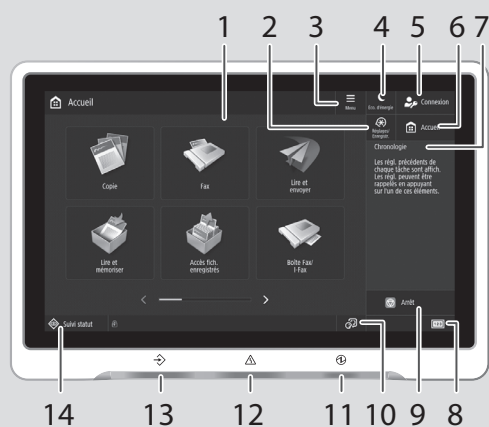 1 2 3 4 5 6 7
Accueil
Menu
Eco. d'énergie
Connexion
Réglages/
Enregistr.
Accueil
Chronologie
Les régl. précédents de
chaque tâche sont affich.
Les régl. peuvent être
rappelés en appuyant
sur l'un de ces éléments.
Copie
Fax
Lire et
envoyer
Lire et
mémoriser
Accès fich.
enregistrés
Boîte Fax/
I-Fax
< >
Arrêt
Suivi statut
14 13 12 11 10 9 8